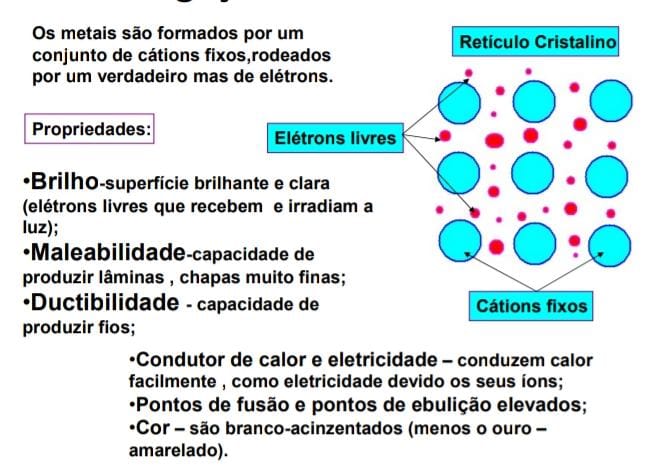 Os metais são formados por um
conjunto de cátions fixos,rodeados
por um verdadeiro mas de elétrons.
Retículo Cristalino
Propriedades:
Elétrons livres
•Brilho-superfície brilhante e clara
(elétrons livres que recebem e irradiam a
luz);
•Maleabilidade-capacidade de
produzir lâminas , chapas muito finas;
•Ductibilidade - capacidade de
produzir fios;
Cátions fixos
•Condutor de calor e eletricidade – conduzem calor
facilmente , como eletricidade devido os seus íons;
•Pontos de fusão e pontos de ebulição elevados;
•Cor – são branco-acinzentados (menos o ouro –
amarelado).